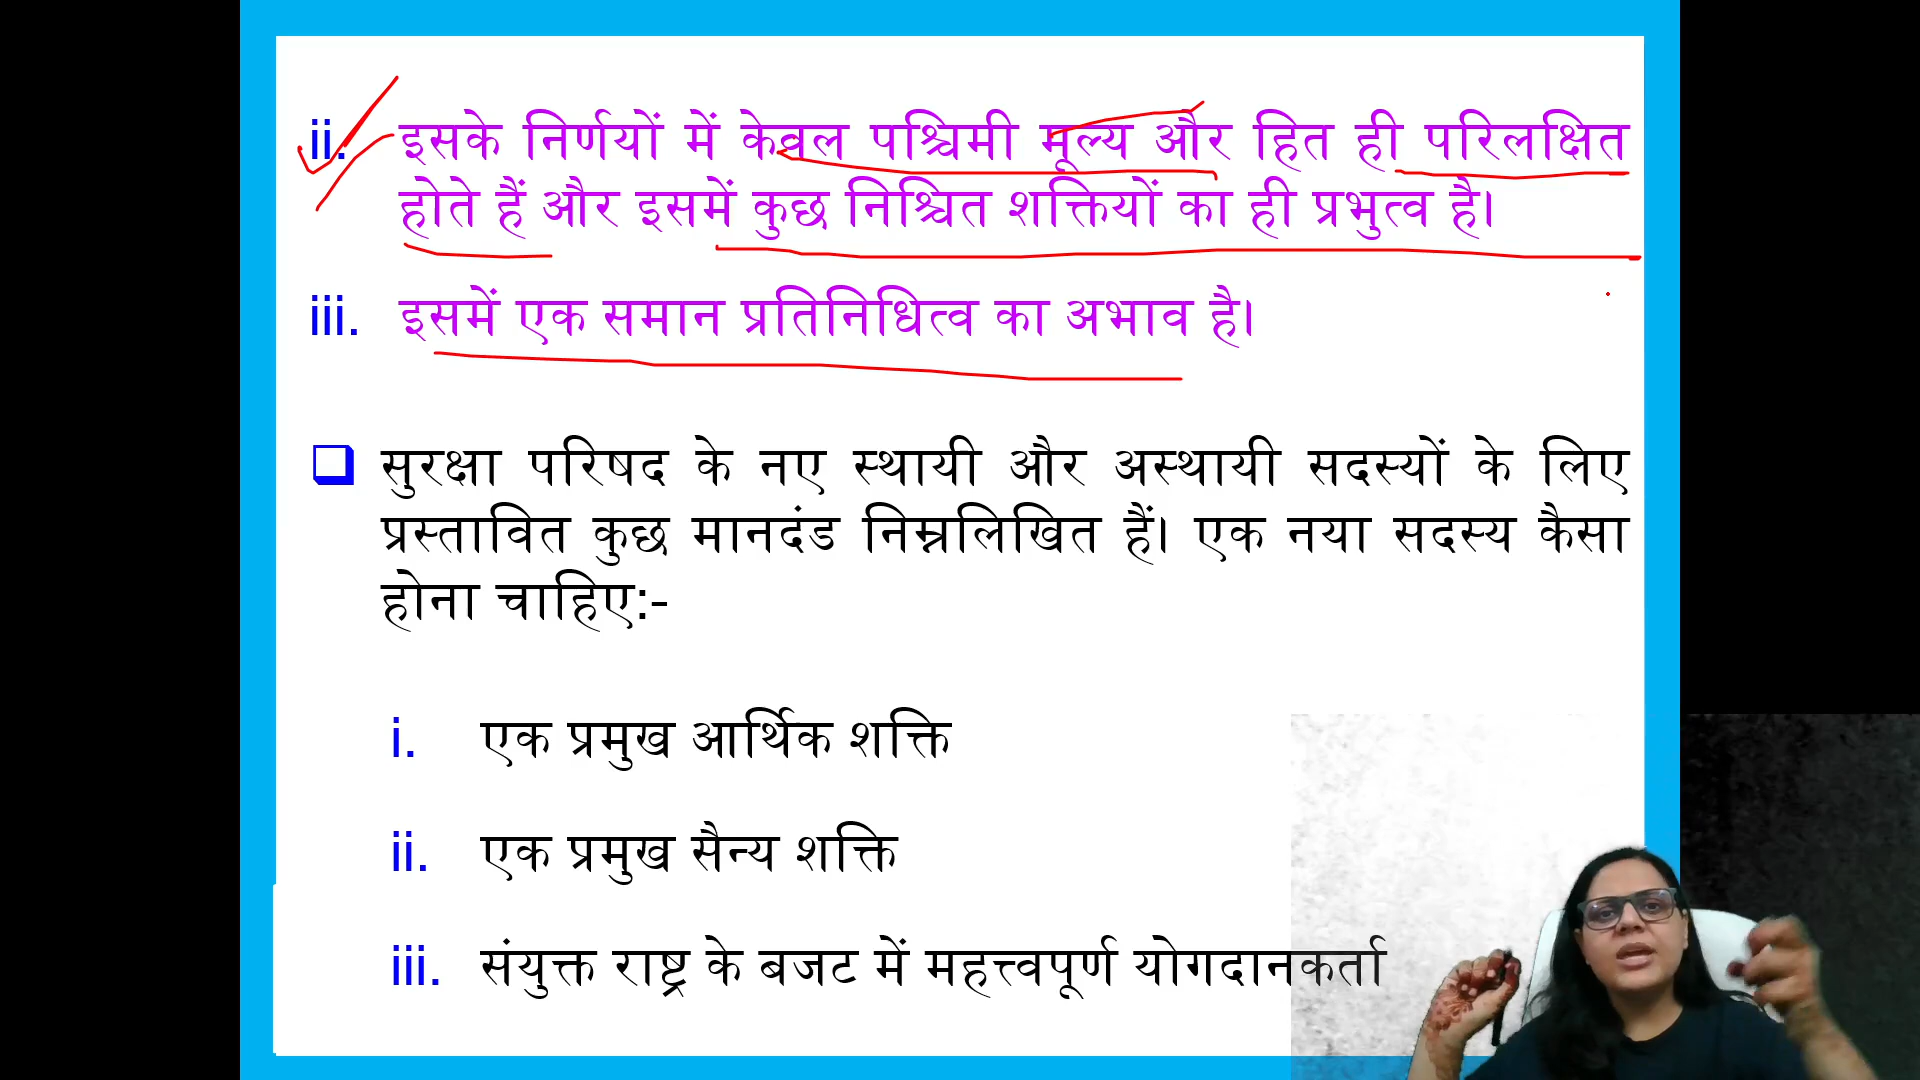 ii. इसके निर्णयों में केवल पश्चिमी मूल्य और हित ही परिलक्षित
होते हैं और इसमें कुछ निश्चित शक्तियों का ही प्रभुत्व है।
iii. इसमें एक समान प्रतिनिधित्व का अभाव है।
सुरक्षा परिषद के नए स्थायी और अस्थायी सदस्यों के लिए
प्रस्तावित कुछ मानदंड निम्नलिखित हैं। एक नया सदस्य कैसा
होना चाहिए:-
i. एक प्रमुख आर्थिक शक्ति
ii. एक प्रमुख सैन्य शक्ति
iii. संयुक्त राष्ट्र के बजट में महत्त्वपूर्ण योगदानकर्ता